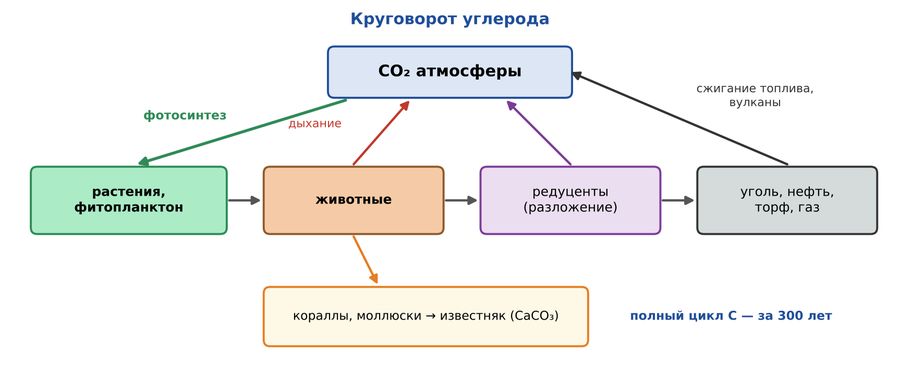 Круговорот углерода
CO₂ атмосферы
сжигание топлива,
вулканы
фотосинтез
дыхание
растения,
фитопланктон
животные
редуценты
(разложение)
уголь, нефть,
торф, газ
кораллы, моллюски → известняк (CaCO₃)
полный цикл C — за 300 лет